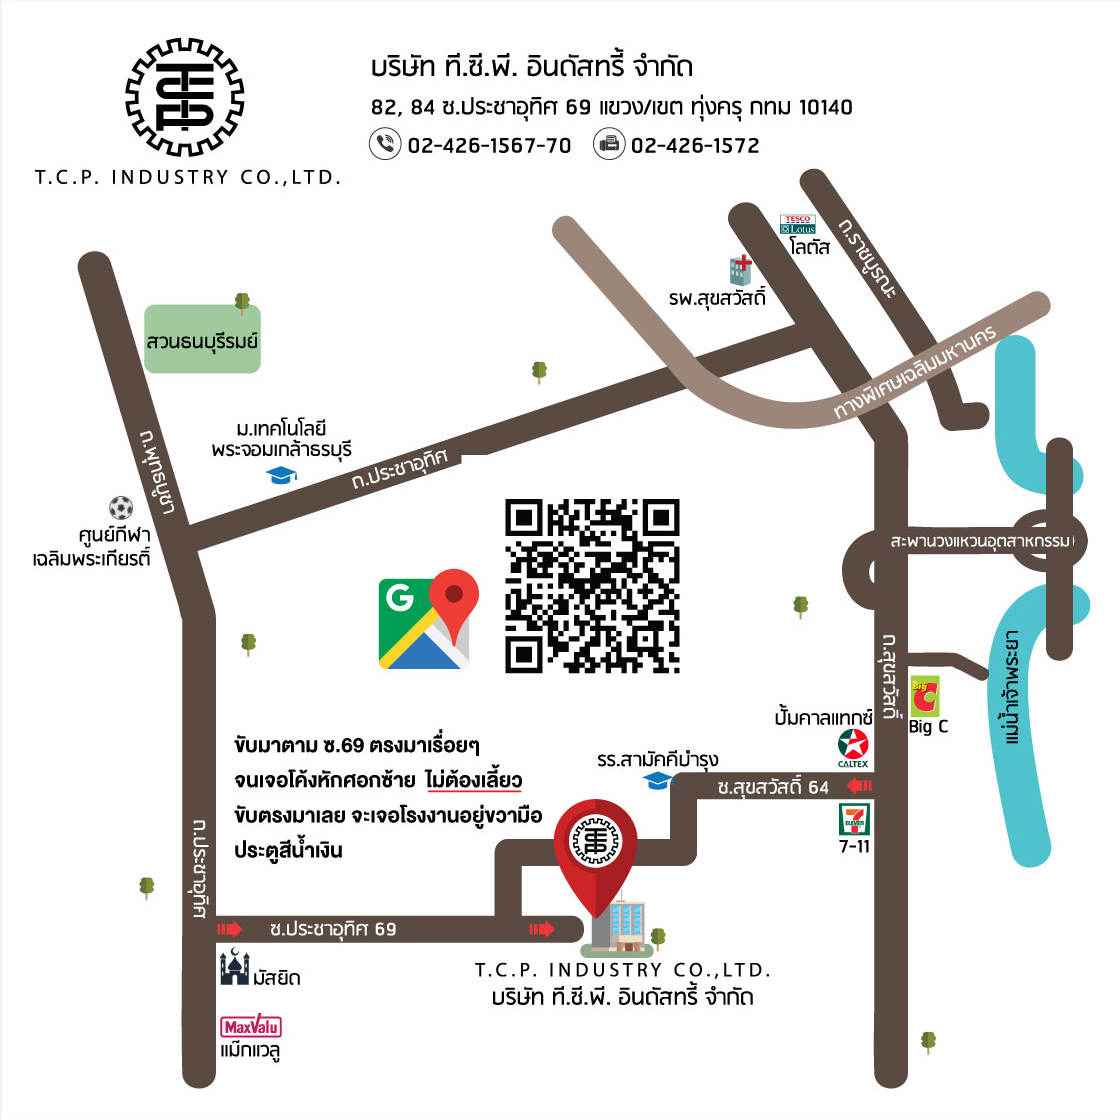 บริษัท ที.ซี.พี. อินดัสทรี้ จำกัด
82, 84 ซ.ประชาอุทิศ 69 แขวง/เขต ทุ่งครุ กทม 10140
02-426-1567-70 02-426-1572
T.C.P. INDUSTRY CO.,LTD.
TESCO
Lotus
โลตัส
ถ.ราชบูรณะ
รพ.สุขสวัสดิ์
สวนธนบุรีรมย์
ทางพิเศษเฉลิมมหานคร
ม.เทคโนโลยี
พระจอมเกล้าธรบุรี
ถ.ประชาอุทิศ
ถ.พุทธบูชา
ศูนย์กีฬา
เฉลิมพระเกียรติ์
สะพานวงแหวนอุตสาหกรรม
G
ถ.สุขสวัสดิ์
แม่น้ำเจ้าพระยา
Big
C
Big C
ปั้มคาลแทกซ์
CALTEX
รร.สามัคคีบำรุง
ซ.สุขสวัสดิ์ 64
7
ELEVEN
7-11
ขับมาตาม ซ.69 ตรงมาเรื่อยๆ
จนเจอโค้งหักศอกซ้าย ไม่ต้องเลี้ยว
ขับตรงมาเลย จะเจอโรงงานอยู่ขวามือ
ประตูสีน้ำเงิน
ถ.ประชาอุทิศ
ซ.ประชาอุทิศ 69
มัสยิด
MaxValu
แม๊กแวลู
T.C.P. INDUSTRY CO.,LTD.
บริษัท ที.ซี.พี. อินดัสทรี้ จำกัด